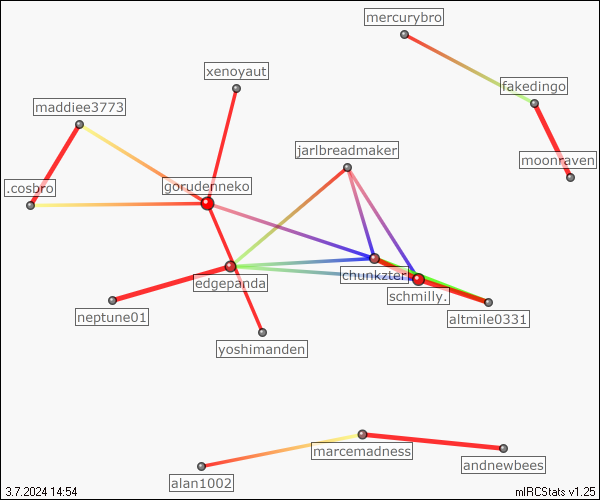 mercurybro
xenoyaut
fakedingo
maddiee3773
jarlbreadmaker
moonraven
.cosbro
gorudenneko
chunkzter
edgepanda
schmilly.
neptune01
altmile0331
yoshimanden
marcemadness
andnewbees
alan1002
3.7.2024 14:54
mIRCStats v1.25